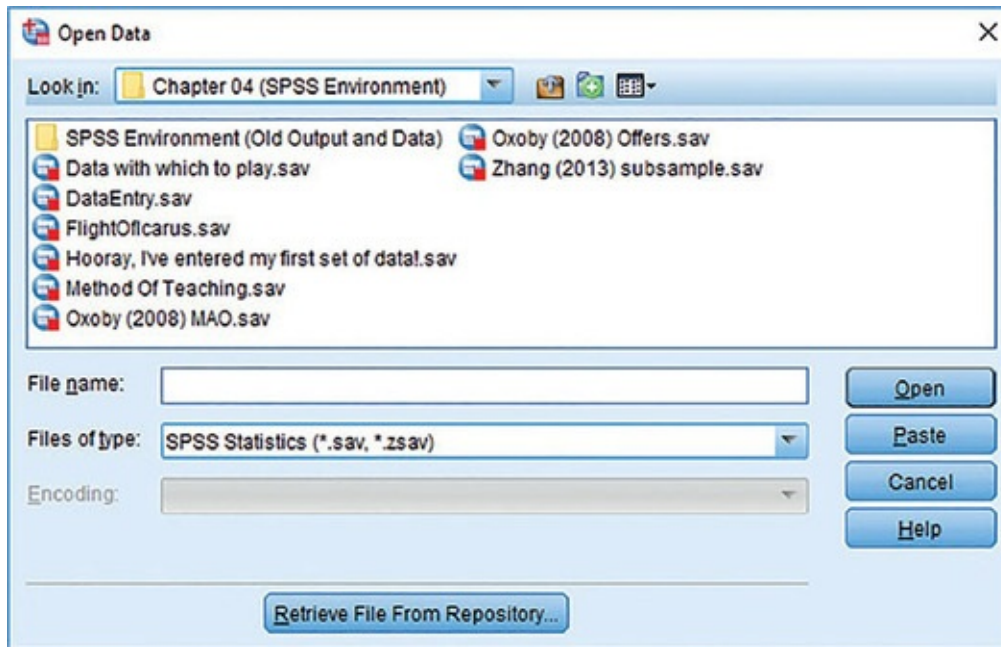 Open Data
Look in: Chapter 04 (SPSS Environment)
SPSS Environment (Old Output and Data)
Data with which to play.sav
DataEntry.sav
FlightOfIcarus.sav
Hooray, I've entered my first set of data!.sav
Method Of Teaching.sav
Oxoby (2008) MAO.sav
Oxoby (2008) Offers.sav
Zhang (2013) subsample.sav
File name:
Open
Files of type: SPSS Statistics (*.sav, *.zsav)
Paste
Encoding:
Cancel
Help
Retrieve File From Repository...